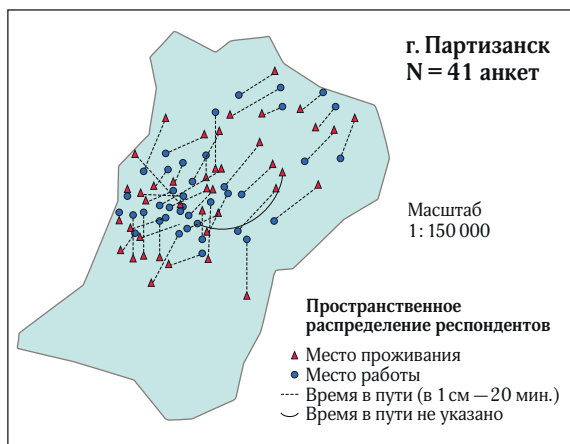 г. Партизанск
N = 41 анкет
Масштаб
1: 150 000
Пространственное
распределение респондентов
Место проживания
Место работы
Время в пути (в 1 см — 20 мин.)
Время в пути не указано